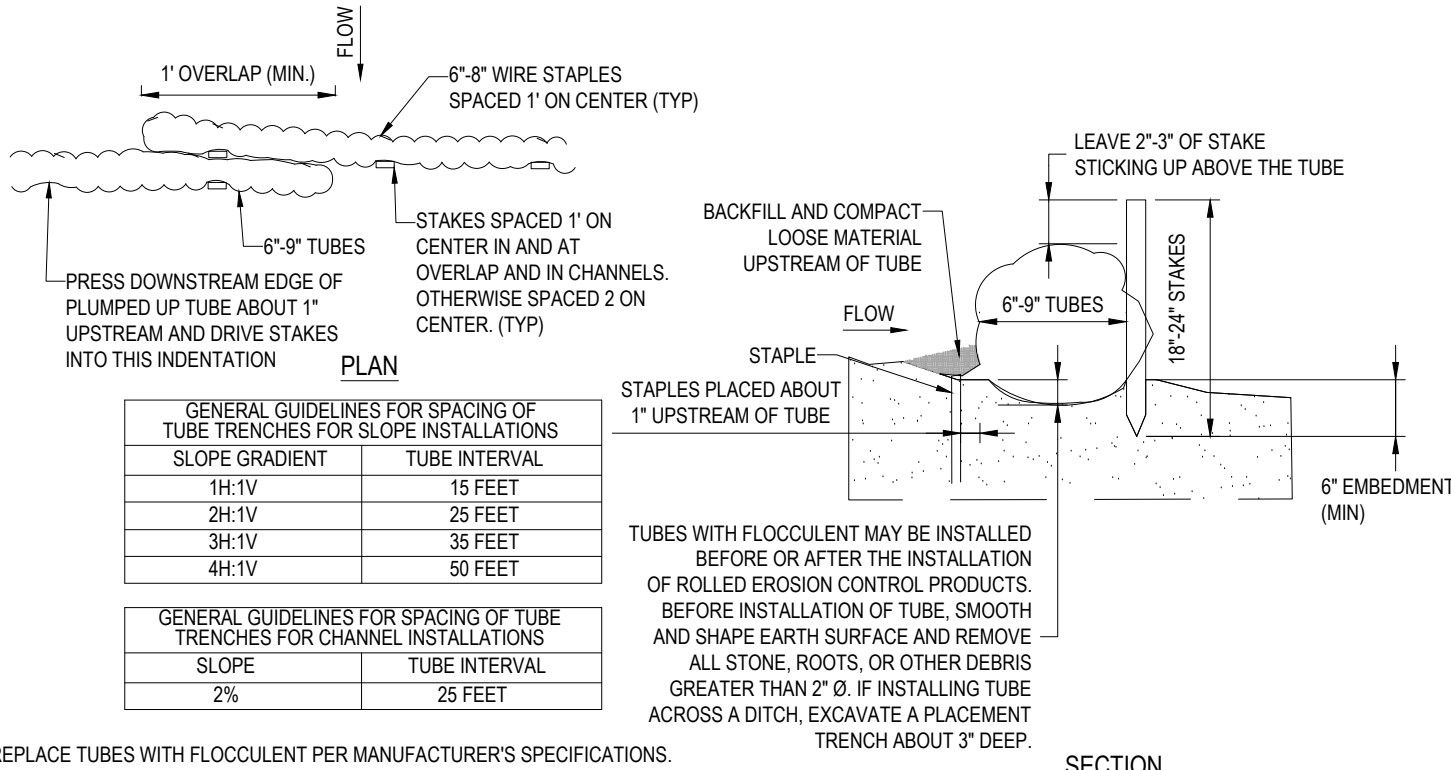 FLOW
1' OVERLAP (MIN.)
6"-8" WIRE STAPLES
SPACED 1' ON CENTER (TYP)
STAKES SPACED 1' ON
CENTER IN AND AT
OVERLAP AND IN CHANNELS.
OTHERWISE SPACED 2 ON
CENTER. (TYP)
6"-9" TUBES
PRESS DOWNSTREAM EDGE OF
PLUMPED UP TUBE ABOUT 1"
UPSTREAM AND DRIVE STAKES
INTO THIS INDENTATION
PLAN
GENERAL GUIDELINES FOR SPACING OF
TUBE TRENCHES FOR SLOPE INSTALLATIONS
SLOPE GRADIENT TUBE INTERVAL
1H:1V 15 FEET
2H:1V 25 FEET
3H:1V 35 FEET
4H:1V 50 FEET
GENERAL GUIDELINES FOR SPACING OF TUBE
TRENCHES FOR CHANNEL INSTALLATIONS
SLOPE TUBE INTERVAL
2% 25 FEET
REPLACE TUBES WITH FLOCCULENT PER MANUFACTURER'S SPECIFICATIONS.
LEAVE 2"-3" OF STAKE
STICKING UP ABOVE THE TUBE
BACKFILL AND COMPACT
LOOSE MATERIAL
UPSTREAM OF TUBE
FLOW
6"-9" TUBES
18"-24" STAKES
STAPLE
STAPLES PLACED ABOUT
1" UPSTREAM OF TUBE
6" EMBEDMENT
(MIN)
TUBES WITH FLOCCULENT MAY BE INSTALLED
BEFORE OR AFTER THE INSTALLATION
OF ROLLED EROSION CONTROL PRODUCTS.
BEFORE INSTALLATION OF TUBE, SMOOTH
AND SHAPE EARTH SURFACE AND REMOVE
ALL STONE, ROOTS, OR OTHER DEBRIS
GREATER THAN 2" Ø. IF INSTALLING TUBE
ACROSS A DITCH, EXCAVATE A PLACEMENT
TRENCH ABOUT 3" DEEP.
SECTION